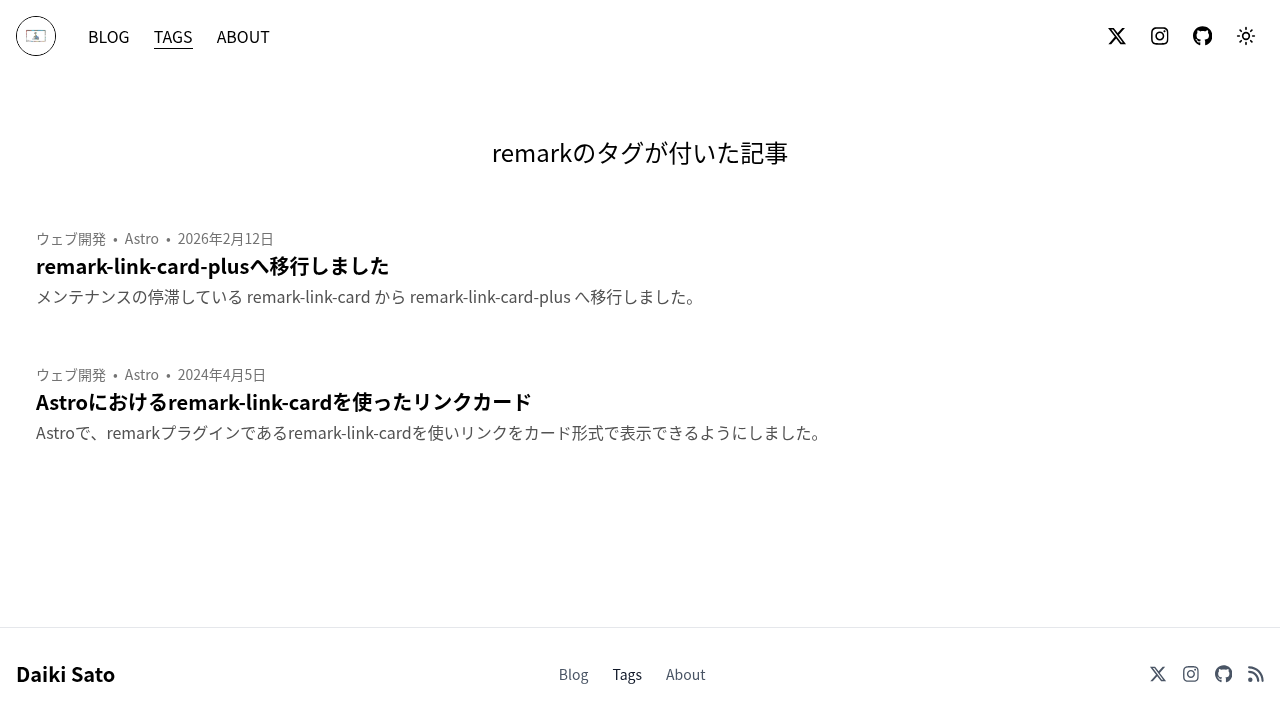 BLOG TAGS ABOUT
remarkのタグが付いた記事
ウェブ開発 • Astro • 2026年2月12日
remark-link-card-plusへ移行しました
メンテナンスの停滞している remark-link-card から remark-link-card-plus へ移行しました。
ウェブ開発 • Astro • 2024年4月5日
Astroにおけるremark-link-cardを使ったリンクカード
Astroで、remarkプラグインであるremark-link-cardを使いリンクをカード形式で表示できるようにしました。
Daiki Sato
Blog Tags About